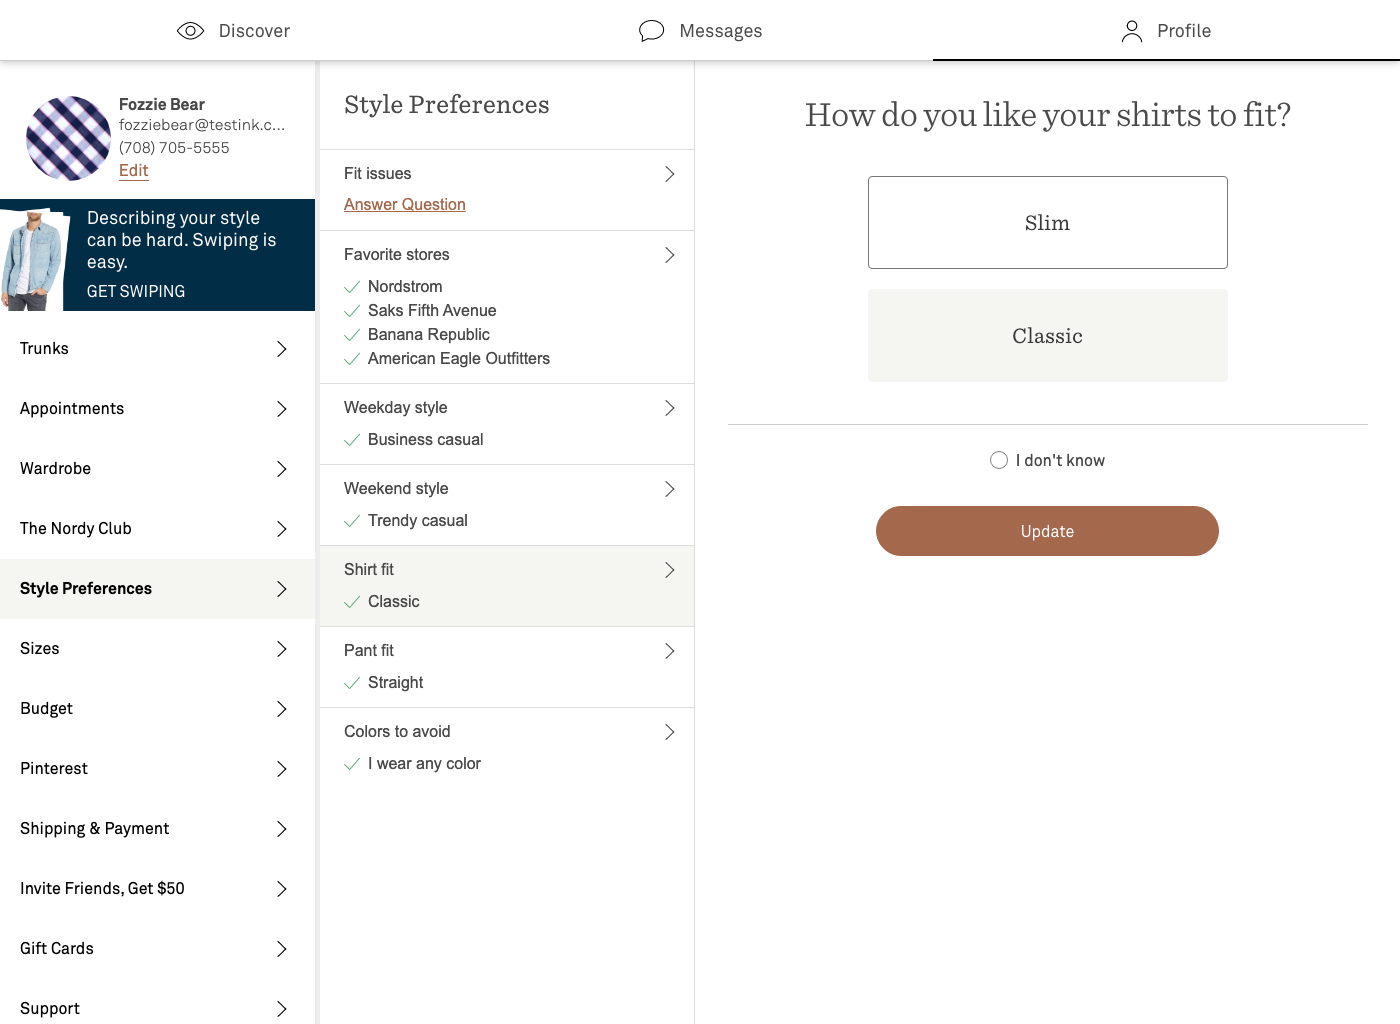 Discover
Messages
Profile
Fozzie Bear
fozziebear@testink.c...
(708) 705-5555
Edit
Describing your style
can be hard. Swiping is
easy.
GET SWIPING
Trunks
Appointments
Wardrobe
The Nordy Club
Style Preferences
Sizes
Budget
Pinterest
Shipping & Payment
Invite Friends, Get $50
Gift Cards
Support
Style Preferences
Fit issues
Answer Question
Favorite stores
Nordstrom
Saks Fifth Avenue
Banana Republic
American Eagle Outfitters
Weekday style
Business casual
Weekend style
Trendy casual
Shirt fit
Classic
Pant fit
Straight
Colors to avoid
I wear any color
How do you like your shirts to fit?
Slim
Classic
I don't know
Update